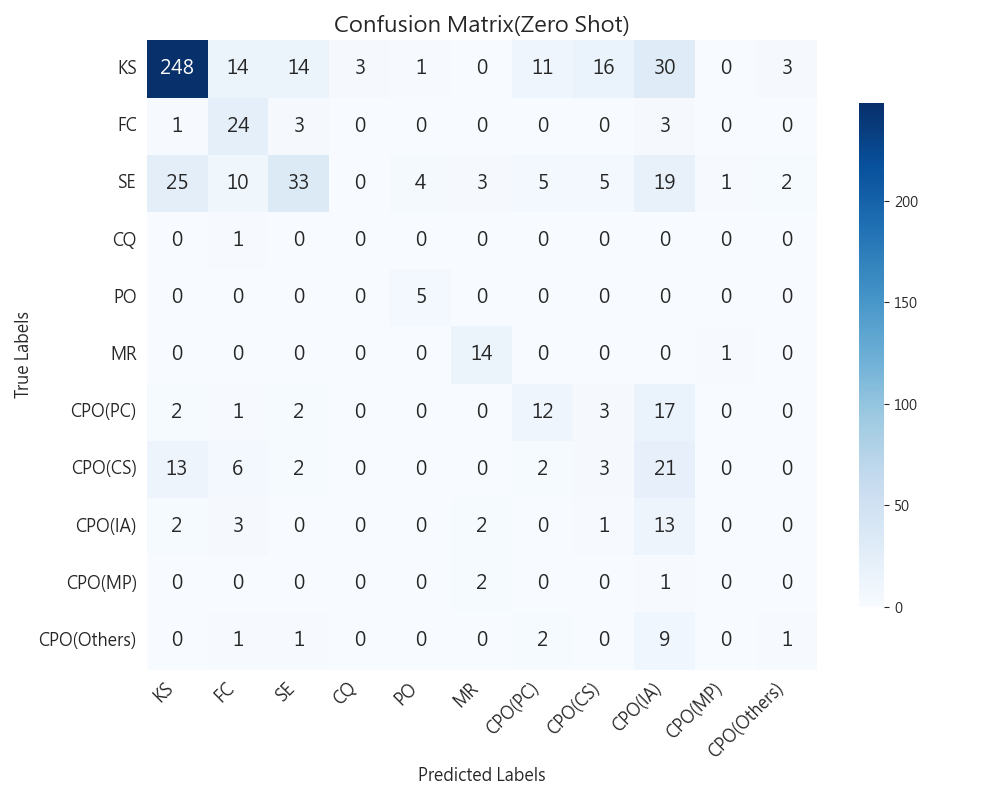 Confusion Matrix(Zero Shot)
KS 248 14 14 3 1 0 11 16 30 0 3
FC 1 24 3 0 0 0 0 0 3 0 0
SE 25 10 33 0 4 3 5 5 19 1 2
CQ 0 1 0 0 0 0 0 0 0 0 0
PO 0 0 0 0 5 0 0 0 0 0 0
MR 0 0 0 0 0 14 0 0 0 1 0
CPO(PC) 2 1 2 0 0 0 12 3 17 0 0
CPO(CS) 13 6 2 0 0 0 2 3 21 0 0
CPO(IA) 2 3 0 0 0 2 0 1 13 0 0
CPO(MP) 0 0 0 0 0 2 0 0 1 0 0
CPO(Others) 0 1 1 0 0 0 2 0 9 0 1
KS FC SE CQ PO MR CPO(PC) CPO(CS) CPO(IA) CPO(MP) CPO(Others)
Predicted Labels
True Labels
200
150
100
50
0